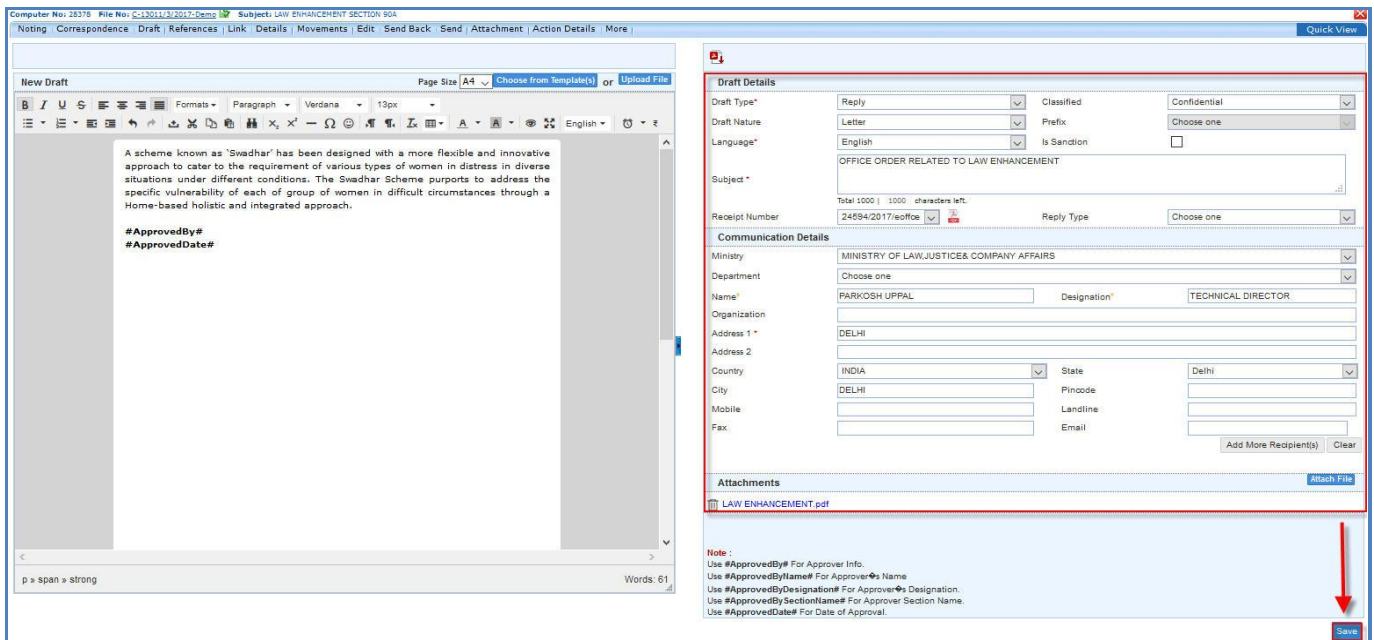 Computer No: 28378 File No: C-13011/3/2017-Demo Subject: LAW ENHANCEMENT SECTION 90A
Noting Correspondence Draft References Link Details Movements Edit Send Back Send Attachment Action Details More Quick View
New Draft Page Size A4 Choose from Template(s) or Upload File
B I U S Formats Paragraph Verdana 13px
English
A scheme known as `Swadhar' has been designed with a more flexible and innovative
approach to cater to the requirement of various types of women in distress in diverse
situations under different conditions. The Swadhar Scheme purports to address the
specific vulnerability of each of group of women in difficult circumstances through a
Home-based holistic and integrated approach.
#ApprovedBy#
#ApprovedDate#
p » span » strong Words: 61
Draft Details
Draft Type* Reply Classified Confidential
Draft Nature Letter Prefix Choose one
Language* English Is Sanction
Subject * OFFICE ORDER RELATED TO LAW ENHANCEMENT
Total 1000 | 1000 characters left.
Receipt Number 24594/2017/eoffce Reply Type Choose one
Communication Details
Ministry MINISTRY OF LAW,JUSTICE& COMPANY AFFAIRS
Department Choose one
Name* PARKOSH UPPAL Designation* TECHNICAL DIRECTOR
Organization
Address 1 * DELHI
Address 2
Country INDIA State Delhi
City DELHI Pincode
Mobile Landline
Fax Email
Add More Recipient(s) Clear
Attachments Attach File
LAW ENHANCEMENT.pdf
Note :
Use #ApprovedBy# For Approver Info.
Use #ApprovedByName# For Approver�s Name
Use #ApprovedByDesignation# For Approver�s Designation.
Use #ApprovedBySectionName# For Approver Section Name.
Use #ApprovedDate# For Date of Approval.
Save